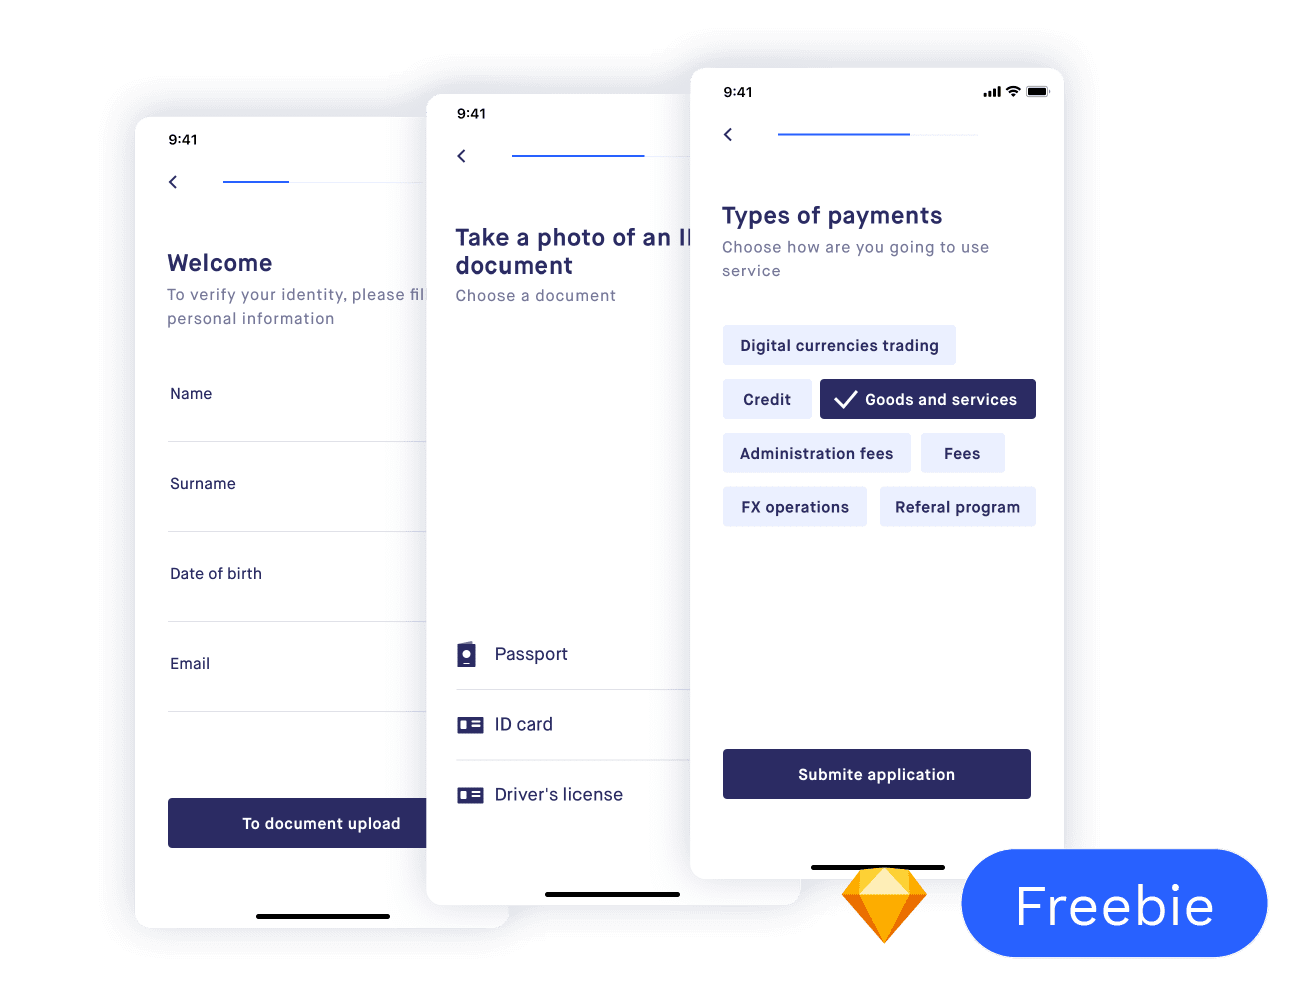 9:41
Welcome
To verify your identity, please fil
personal information
Name
Surname
Date of birth
Email
To document upload
9:41
Take a photo of an I
document
Choose a document
Passport
ID card
Driver's license
9:41
Types of payments
Choose how are you going to use
service
Digital currencies trading
Credit
Goods and services
Administration fees
Fees
FX operations
Referal program
Submite application
Freebie